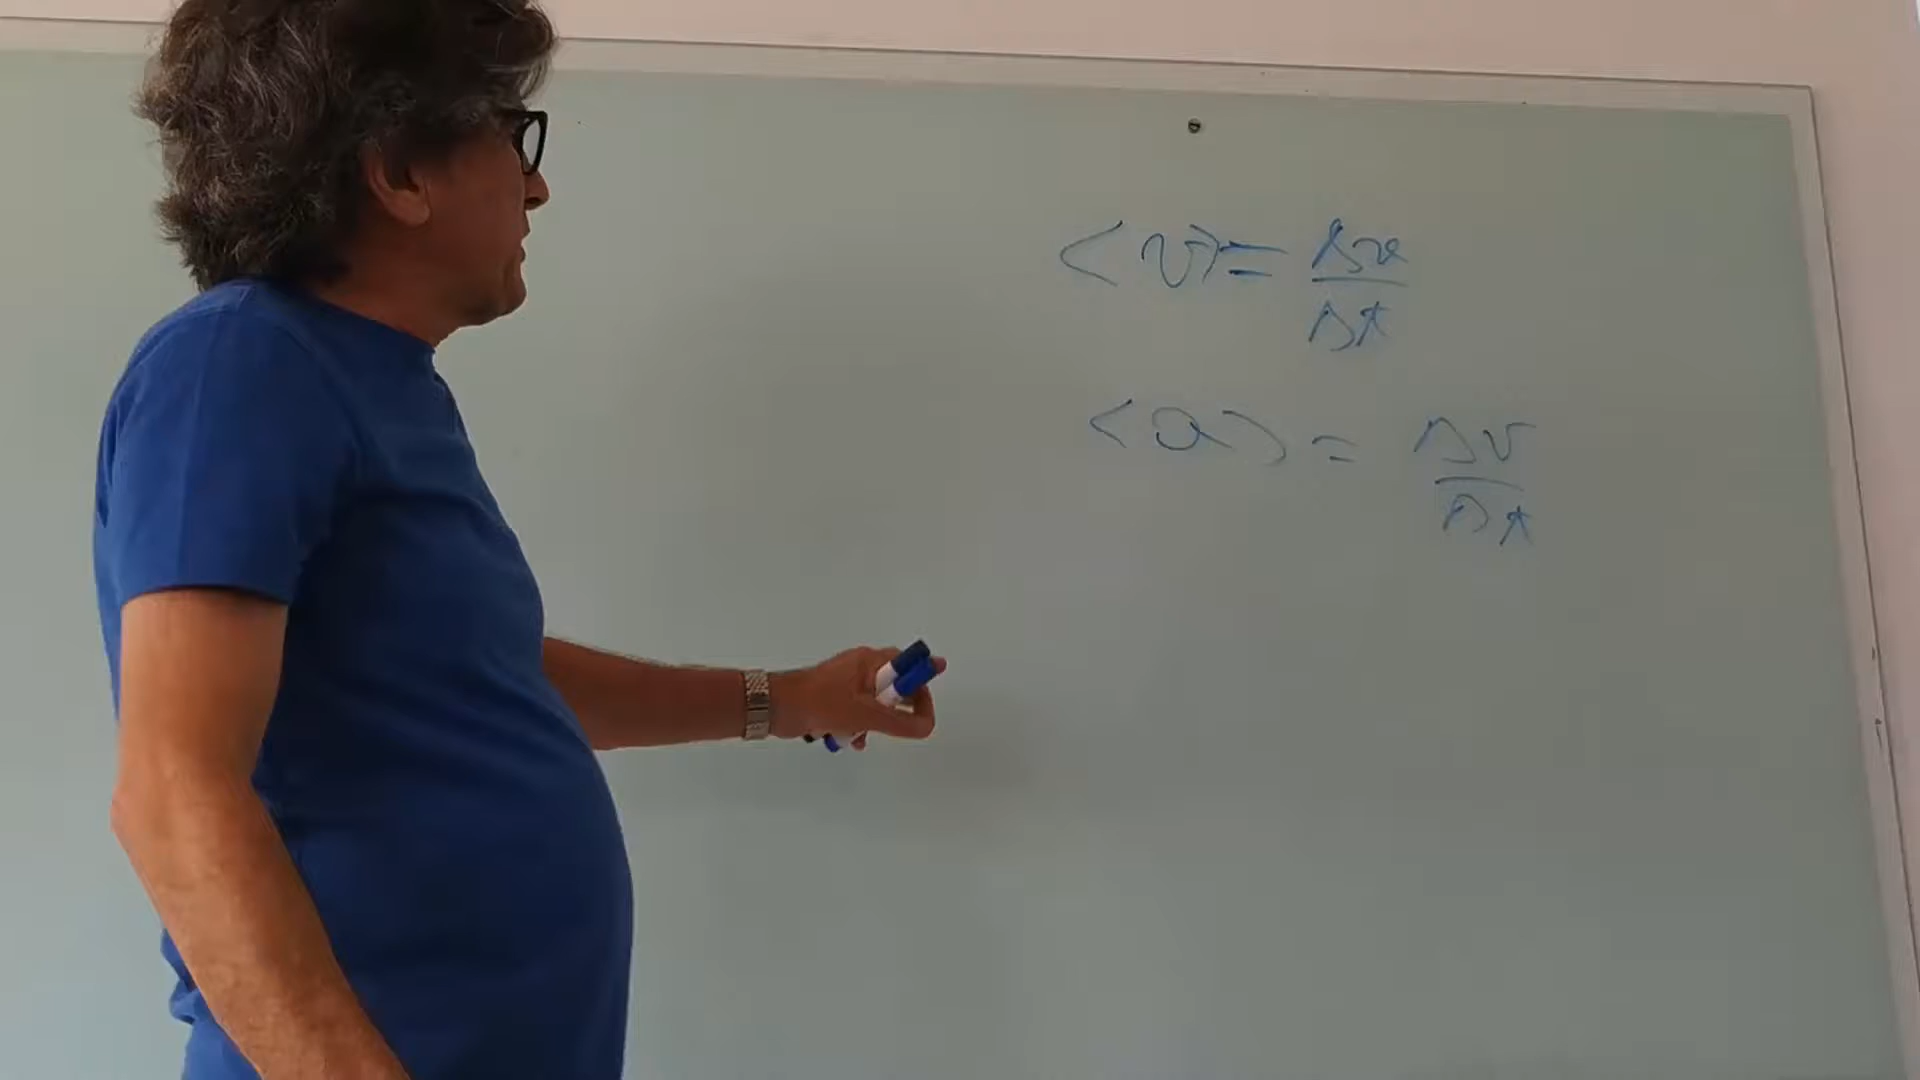 <v> = Δx/Δt
<a> = Δv/Δt